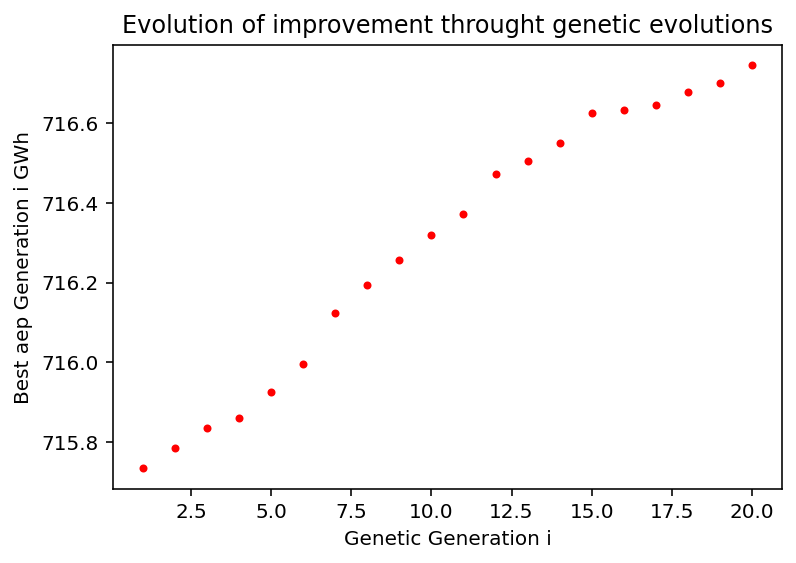 Evolution of improvement throught genetic evolutions
Best aep Generation i GWh
716.6
716.4
716.2
716.0
715.8
2.5 5.0 7.5 10.0 12.5 15.0 17.5 20.0
Genetic Generation i